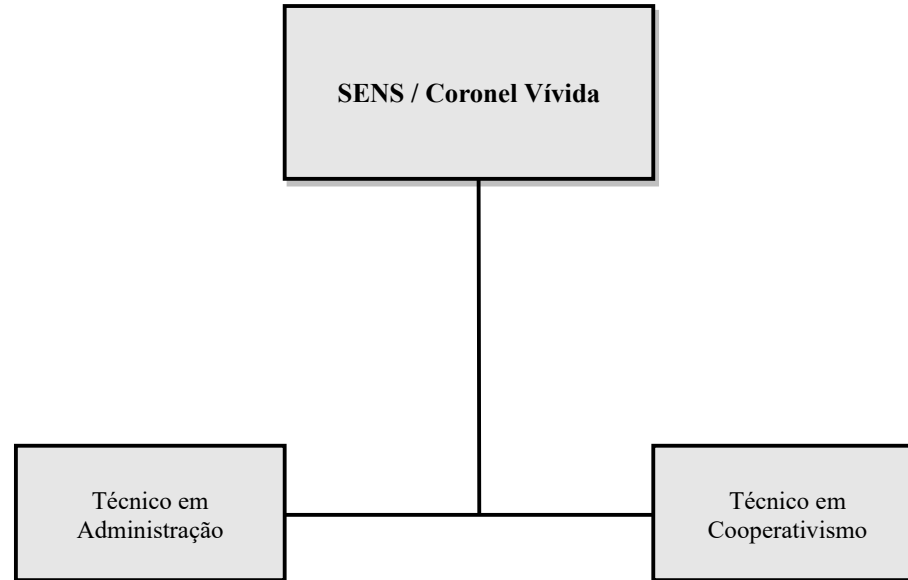 SENS / Coronel Vívida
Técnico em
Administração
Técnico em
Cooperativismo